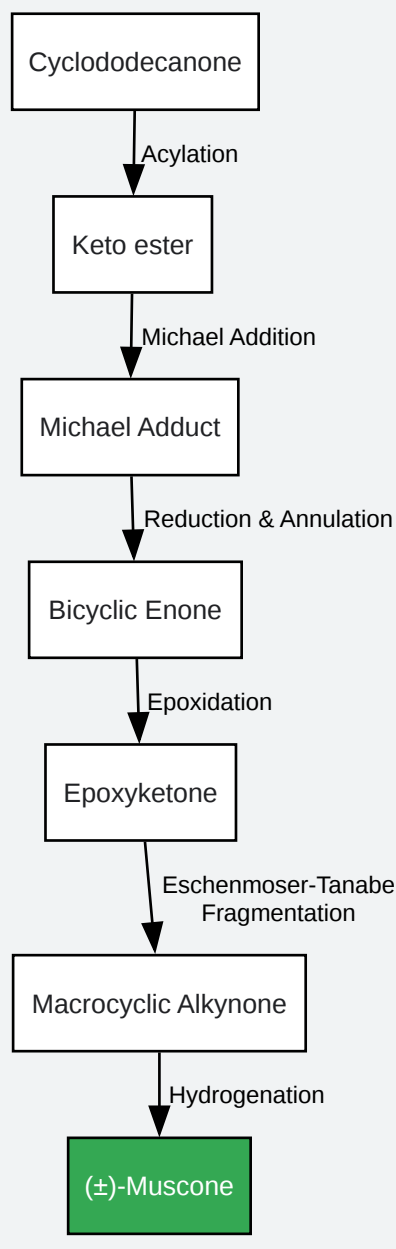 Cyclododecanone
Acylation
Keto ester
Michael Addition
Michael Adduct
Reduction & Annulation
Bicyclic Enone
Epoxidation
Epoxyketone
Eschenmoser-Tanabe
Fragmentation
Macrocyclic Alkynone
Hydrogenation
(±)-Muscone